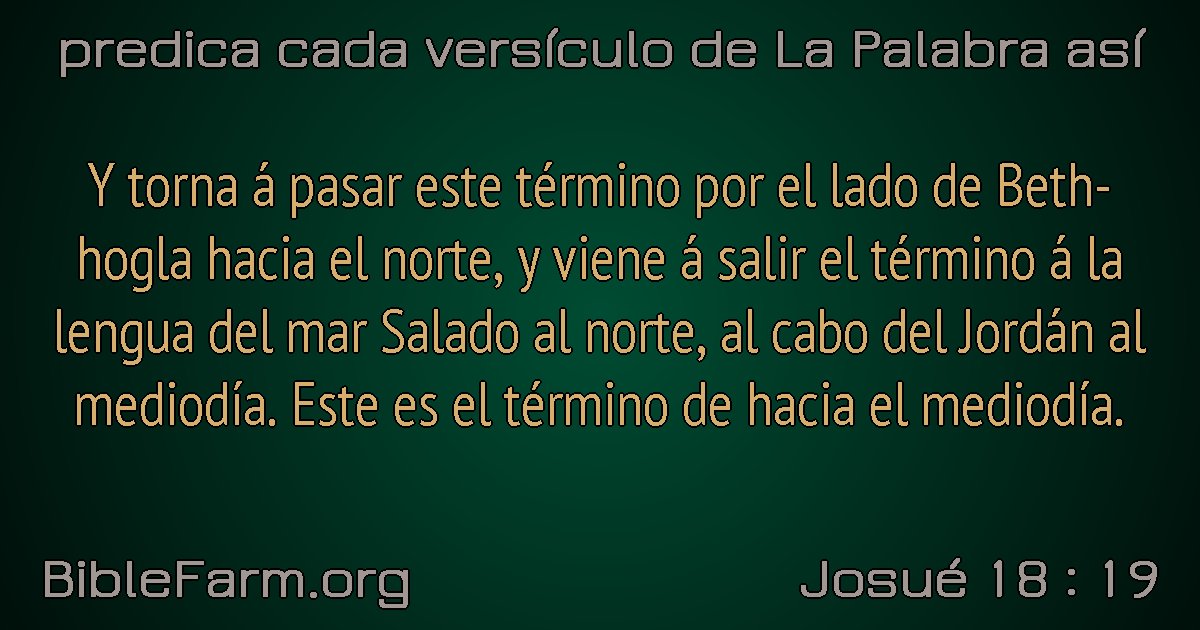 predica cada versículo de La Palabra así
Y torna á pasar este término por el lado de Beth-
hogla hacia el norte, y viene á salir el término á la
lengua del mar Salado al norte, al cabo del Jordán al
mediodía. Este es el término de hacia el mediodía.
BibleFarm.org
Josué 18 : 19